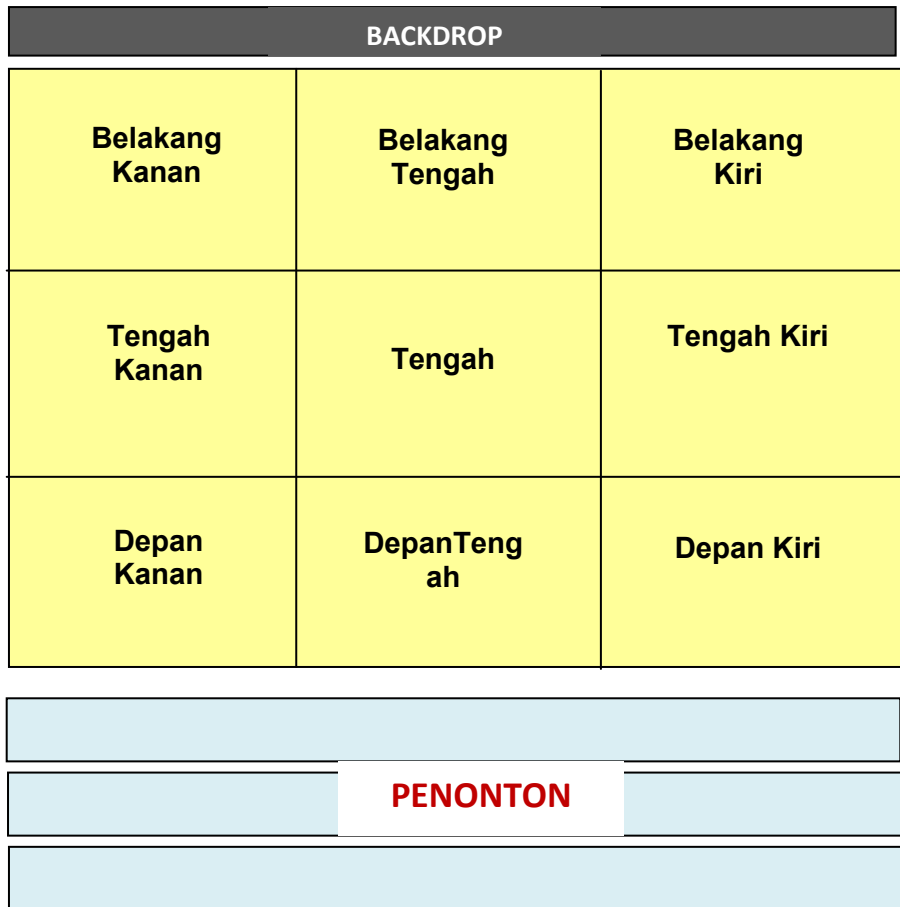 BACKDROP
Belakang
Kanan
Belakang
Tengah
Belakang
Kiri
Tengah
Kanan
Tengah
Tengah Kiri
Depan
Kanan
DepanTeng
ah
Depan Kiri
PENONTON